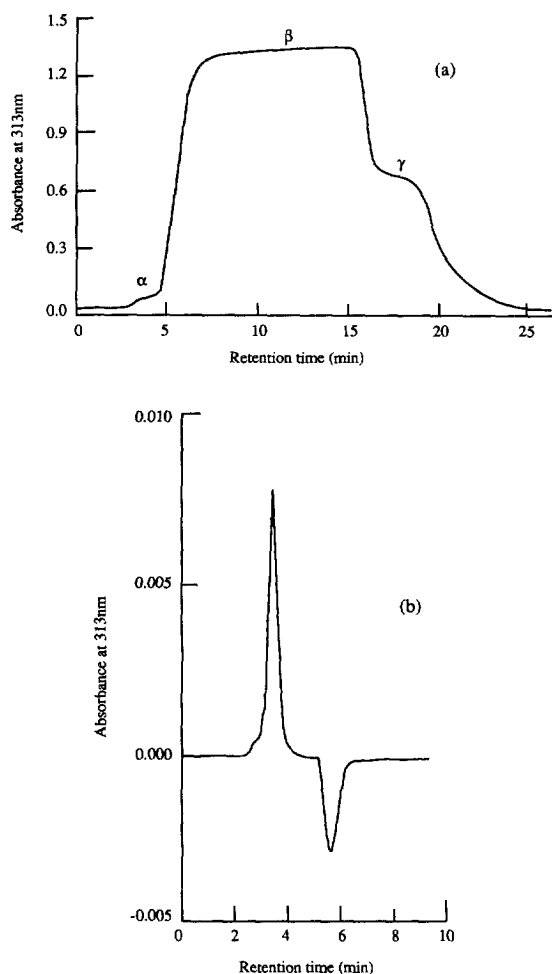 1.5
β
(a)
1.2
Absorbance at 313nm
0.9
γ
0.6
0.3
α
0.0
0 5 10 15 20 25
Retention time (min)
0.010
0.005
(b)
Absorbance at 313nm
0.000
-0.005
0 2 4 6 8 10
Retention time (min)